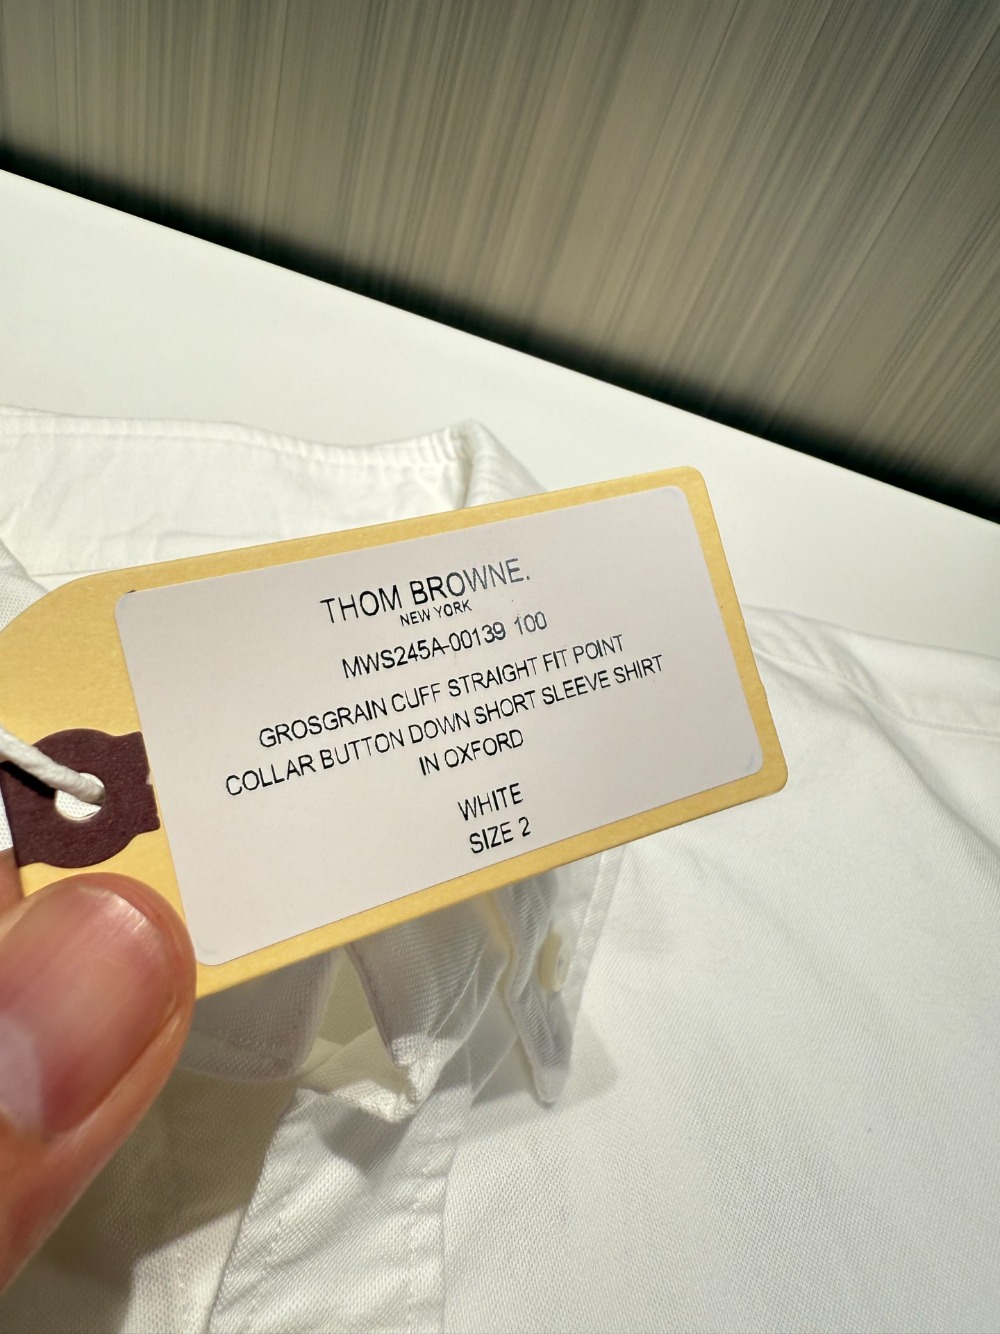 THOM BROWNE.
NEW YORK
MWS245A-00139 100
GROSGRAIN CUFF STRAIGHT FIT POINT
COLLAR BUTTON DOWN SHORT SLEEVE SHIRT
IN OXFORD
WHITE
SIZE 2